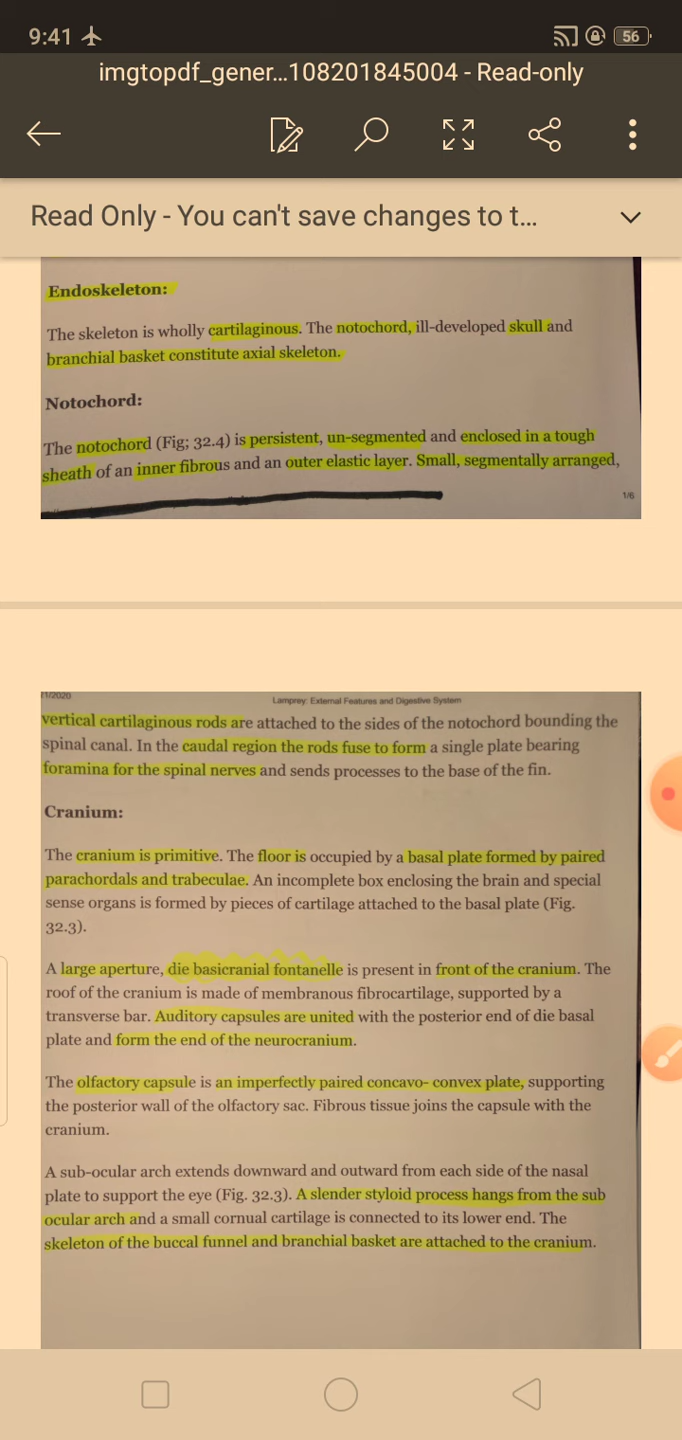 9:41
56
imgtopdf_gener...108201845004 - Read-only
Read Only - You can't save changes to t...
Endoskeleton:
The skeleton is wholly cartilaginous. The notochord, ill-developed skull and
branchial basket constitute axial skeleton.
Notochord:
The notochord (Fig; 32.4) is persistent, un-segmented and enclosed in a tough
sheath of an inner fibrous and an outer elastic layer. Small, segmentally arranged,
1/6
11/2020 Lamprey: External Features and Digestive System
vertical cartilaginous rods are attached to the sides of the notochord bounding the
spinal canal. In the caudal region the rods fuse to form a single plate bearing
foramina for the spinal nerves and sends processes to the base of the fin.
Cranium:
The cranium is primitive. The floor is occupied by a basal plate formed by paired
parachordals and trabeculae. An incomplete box enclosing the brain and special
sense organs is formed by pieces of cartilage attached to the basal plate (Fig.
32.3).
A large aperture, die basicranial fontanelle is present in front of the cranium. The
roof of the cranium is made of membranous fibrocartilage, supported by a
transverse bar. Auditory capsules are united with the posterior end of die basal
plate and form the end of the neurocranium.
The olfactory capsule is an imperfectly paired concavo- convex plate, supporting
the posterior wall of the olfactory sac. Fibrous tissue joins the capsule with the
cranium.
A sub-ocular arch extends downward and outward from each side of the nasal
plate to support the eye (Fig. 32.3). A slender styloid process hangs from the sub
ocular arch and a small cornual cartilage is connected to its lower end. The
skeleton of the buccal funnel and branchial basket are attached to the cranium.